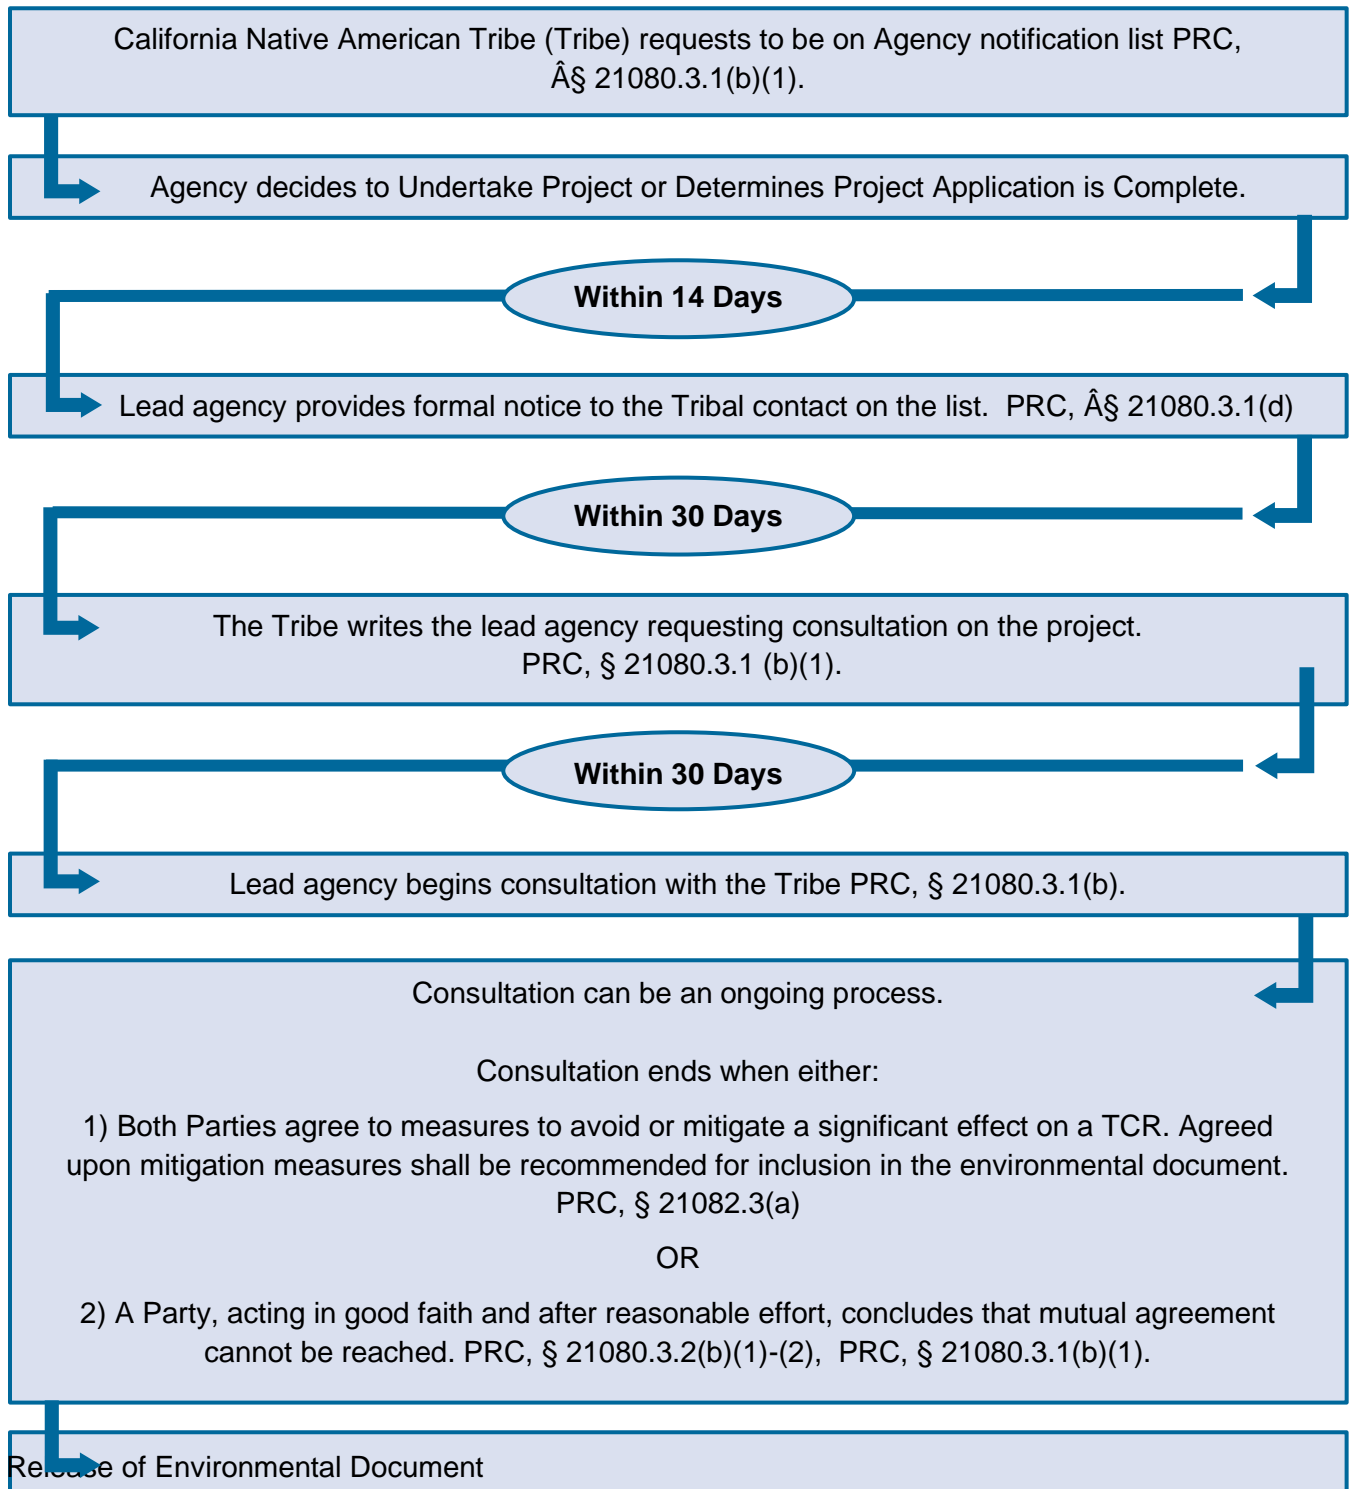 California Native American Tribe (Tribe) requests to be on Agency notification list PRC,
Â§ 21080.3.1(b)(1).
Agency decides to Undertake Project or Determines Project Application is Complete.
Within 14 Days
Lead agency provides formal notice to the Tribal contact on the list.  PRC, Â§ 21080.3.1(d)
Within 30 Days
The Tribe writes the lead agency requesting consultation on the project.
PRC, § 21080.3.1 (b)(1).
Within 30 Days
Lead agency begins consultation with the Tribe PRC, § 21080.3.1(b).
Consultation can be an ongoing process.
Consultation ends when either:
1) Both Parties agree to measures to avoid or mitigate a significant effect on a TCR. Agreed
upon mitigation measures shall be recommended for inclusion in the environmental document.
PRC, § 21082.3(a)
OR
2) A Party, acting in good faith and after reasonable effort, concludes that mutual agreement
cannot be reached. PRC, § 21080.3.2(b)(1)-(2),  PRC, § 21080.3.1(b)(1).
Release of Environmental Document